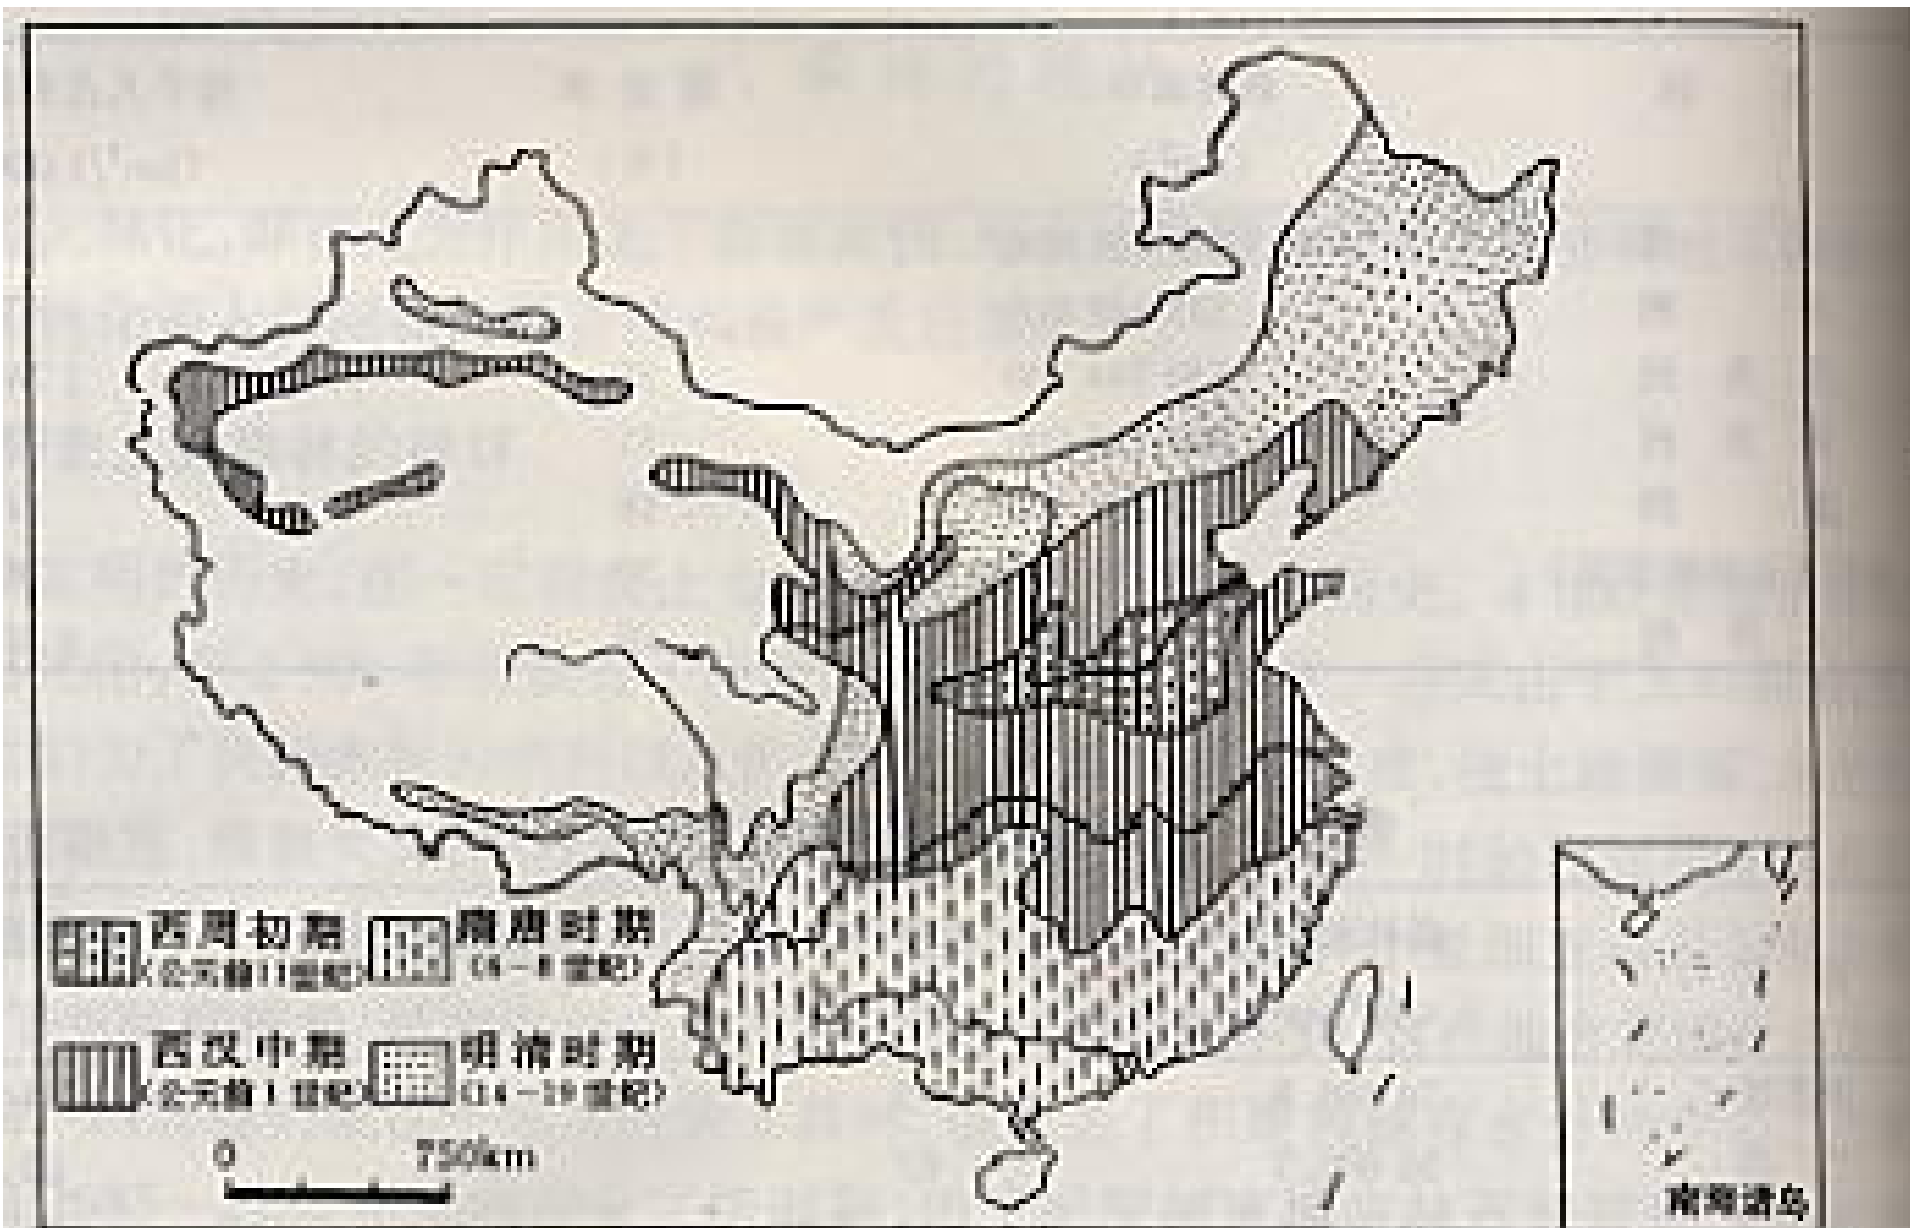 西周初期
(公元前11世纪)
隋唐时期
(6－8世纪)
西汉中期
(公元前1世纪)
明清时期
(14－19世纪)
0 750km
南海诸岛